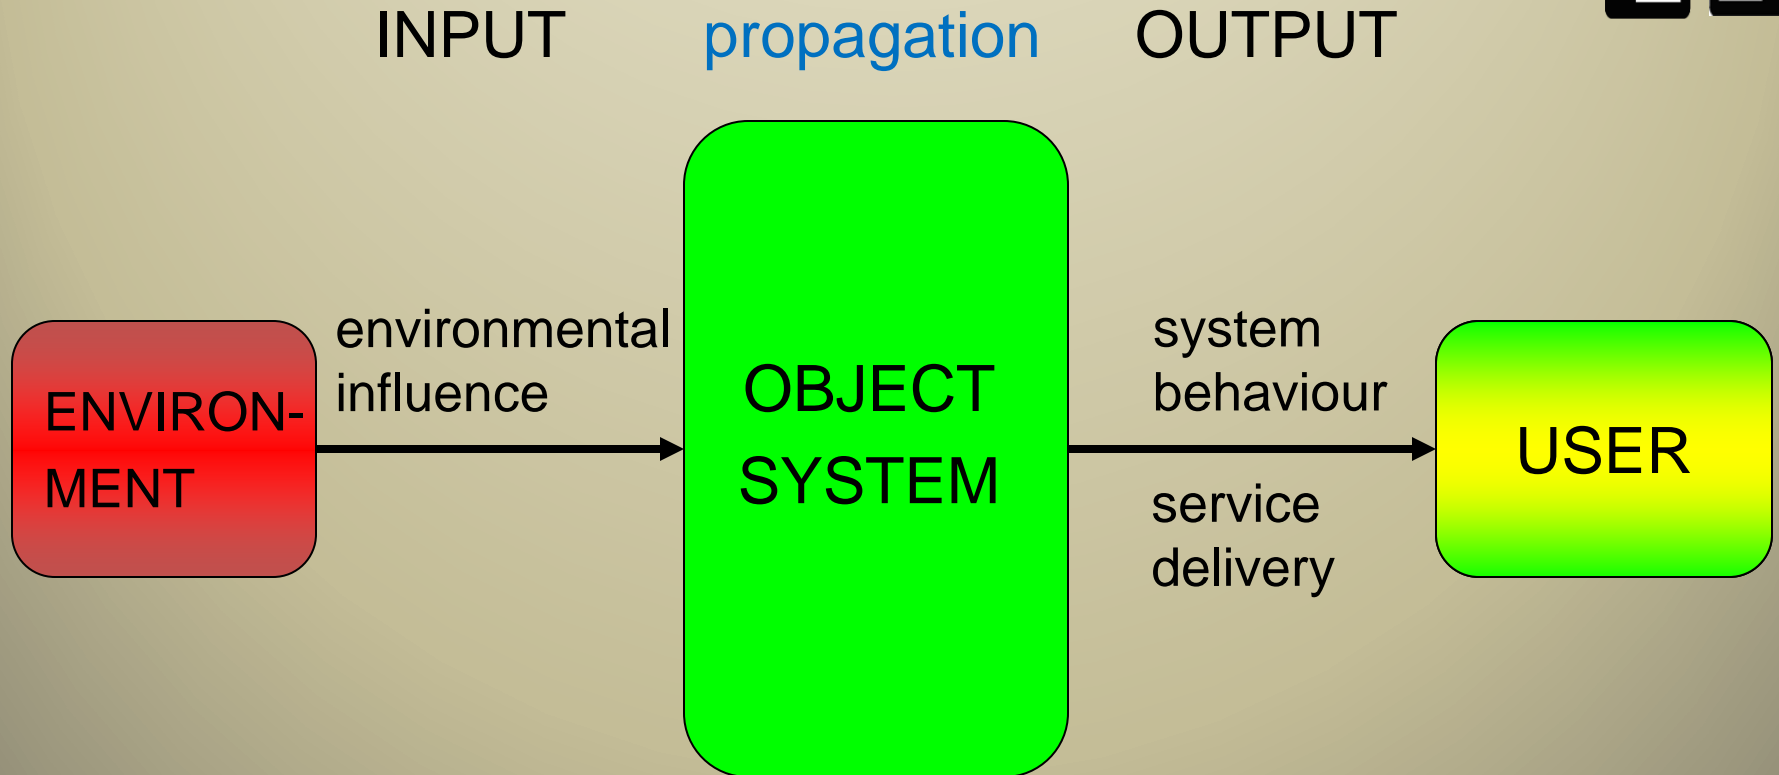 INPUT propagation OUTPUT
ENVIRON-
MENT
environmental
influence
OBJECT
SYSTEM
system
behaviour
service
delivery
USER